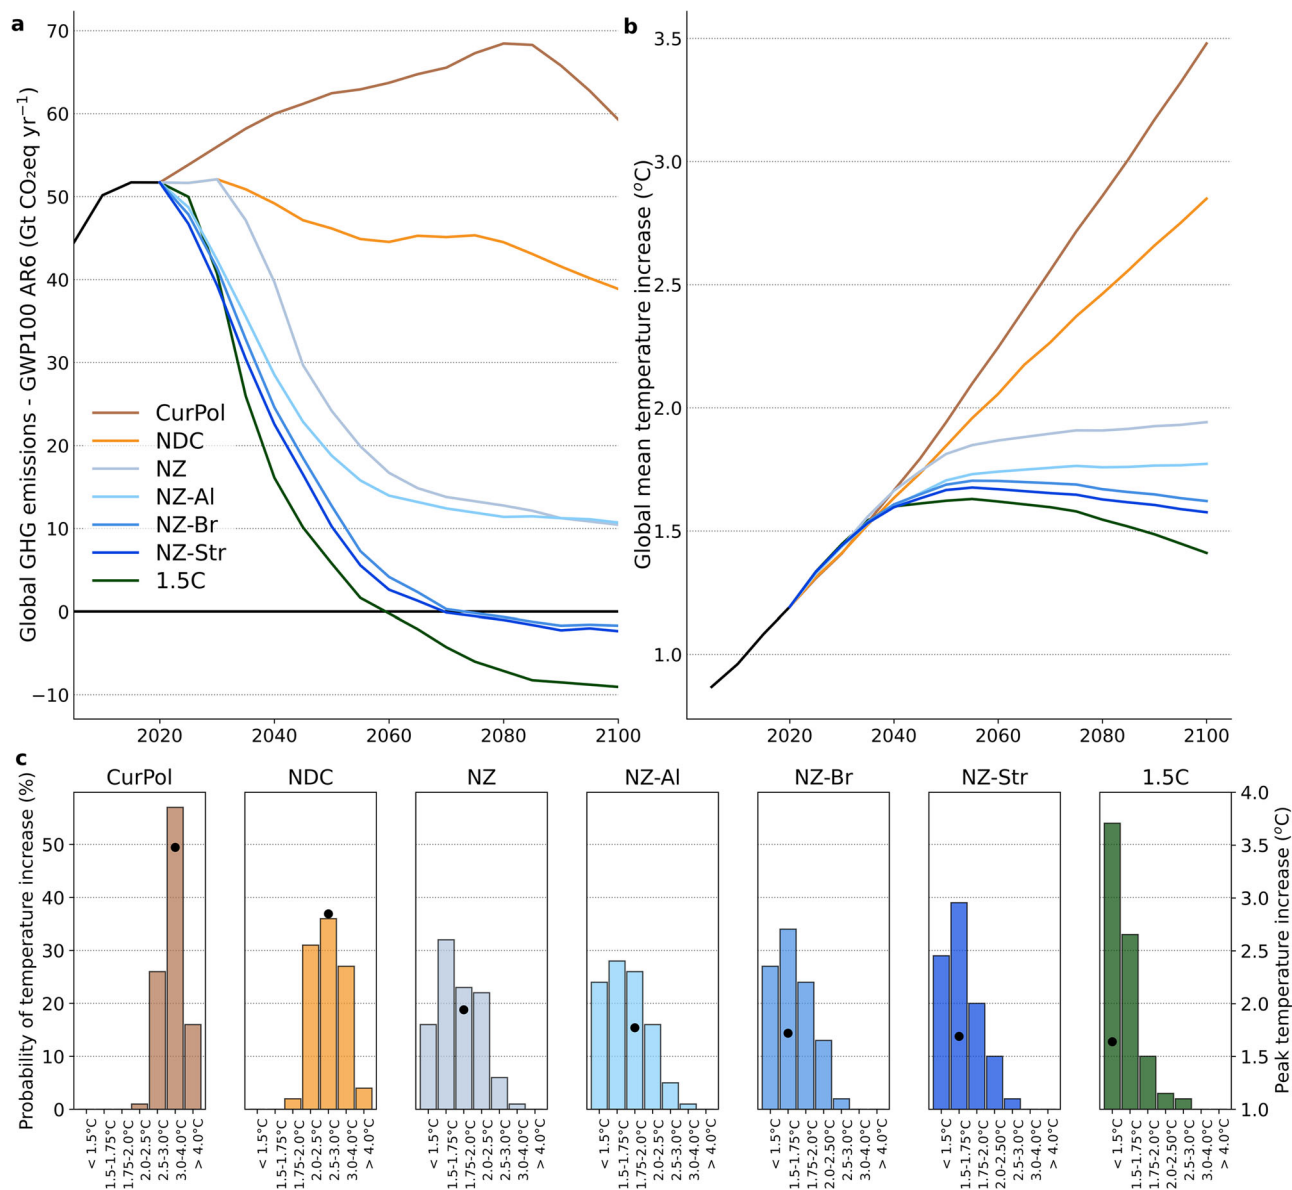 a
Global GHG emissions - GWP100 AR6 (Gt CO₂eq yr⁻¹)
70
60
50
40
30
20
10
0
−10
CurPol
NDC
NZ
NZ-Al
NZ-Br
NZ-Str
1.5C
2020 2040 2060 2080 2100
b
Global mean temperature increase (°C)
3.5
3.0
2.5
2.0
1.5
1.0
2020 2040 2060 2080 2100
c
CurPol NDC NZ NZ-Al NZ-Br NZ-Str 1.5C
Probability of temperature increase (%)
50
40
30
20
10
0
4.0
3.5
3.0
2.5
2.0
1.5
1.0
Peak temperature increase (°C)
< 1.5°C
1.5-1.75°C
1.75-2.0°C
2.0-2.5°C
2.5-3.0°C
3.0-4.0°C
> 4.0°C
< 1.5°C
1.5-1.75°C
1.75-2.0°C
2.0-2.5°C
2.5-3.0°C
3.0-4.0°C
> 4.0°C
< 1.5°C
1.5-1.75°C
1.75-2.0°C
2.0-2.5°C
2.5-3.0°C
3.0-4.0°C
> 4.0°C
< 1.5°C
1.5-1.75°C
1.75-2.0°C
2.0-2.5°C
2.5-3.0°C
3.0-4.0°C
> 4.0°C
< 1.5°C
1.5-1.75°C
1.75-2.0°C
2.0-2.50°C
2.5-3.0°C
3.0-4.0°C
> 4.0°C
< 1.5°C
1.5-1.75°C
1.75-2.0°C
2.0-2.50°C
2.5-3.0°C
3.0-4.0°C
> 4.0°C
< 1.5°C
1.5-1.75°C
1.75-2.0°C
2.0-2.50°C
2.5-3.0°C
3.0-4.0°C
> 4.0°C